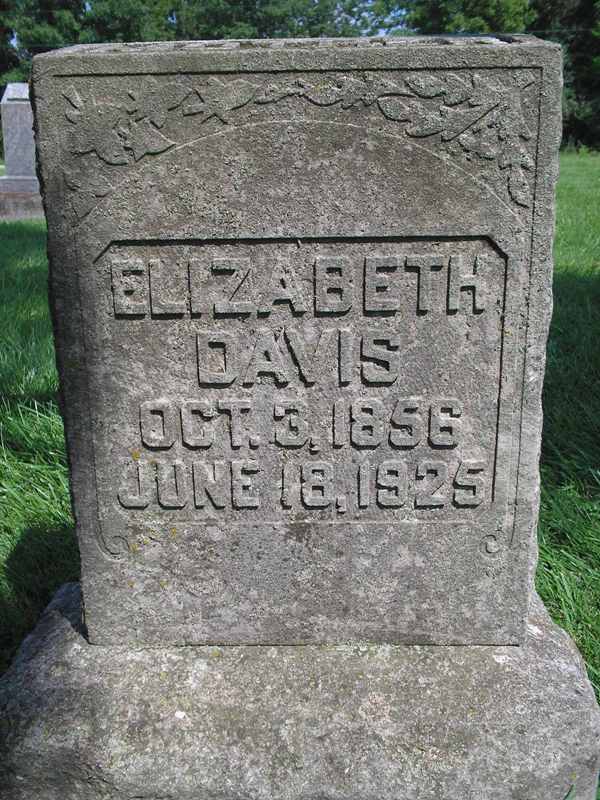 ELIZABETH
DAVIS
OCT. 3, 1856
JUNE 18, 1925